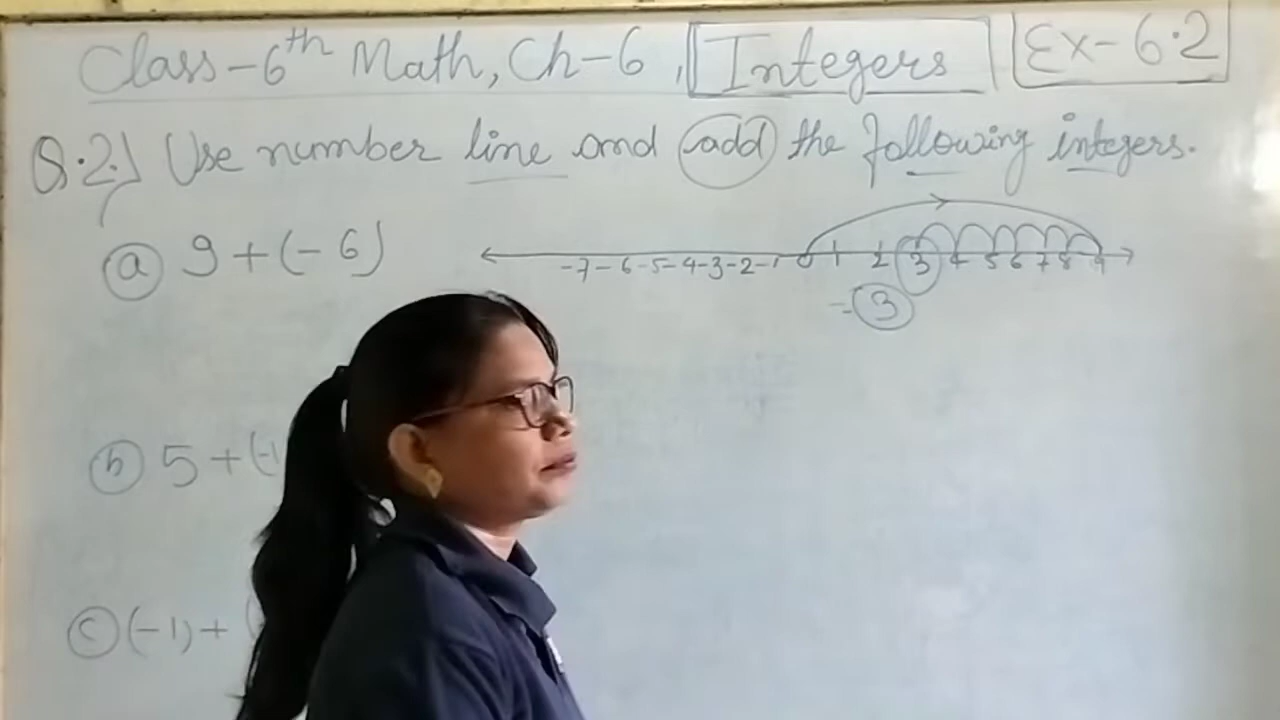 Class-6th Math, Ch-6, Integers Ex-6.2
Q.2) Use number line and add the following integers.
(a) 9+(-6)
-7-6-5-4-3-2-1 0 1 2 3 4 5 6 7 8 9
= 3
(b) 5+(-1
(c) (-1)+(